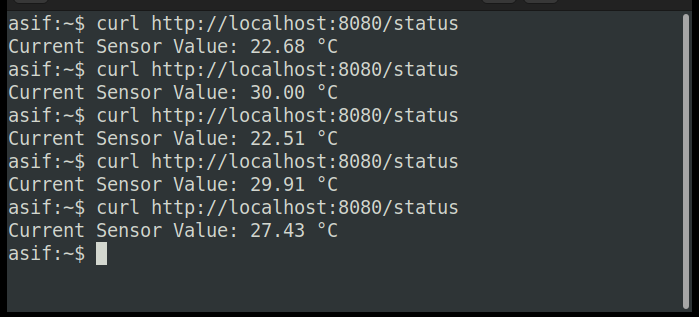 asif:~$ curl http://localhost:8080/status
Current Sensor Value: 22.68 °C
asif:~$ curl http://localhost:8080/status
Current Sensor Value: 30.00 °C
asif:~$ curl http://localhost:8080/status
Current Sensor Value: 22.51 °C
asif:~$ curl http://localhost:8080/status
Current Sensor Value: 29.91 °C
asif:~$ curl http://localhost:8080/status
Current Sensor Value: 27.43 °C
asif:~$